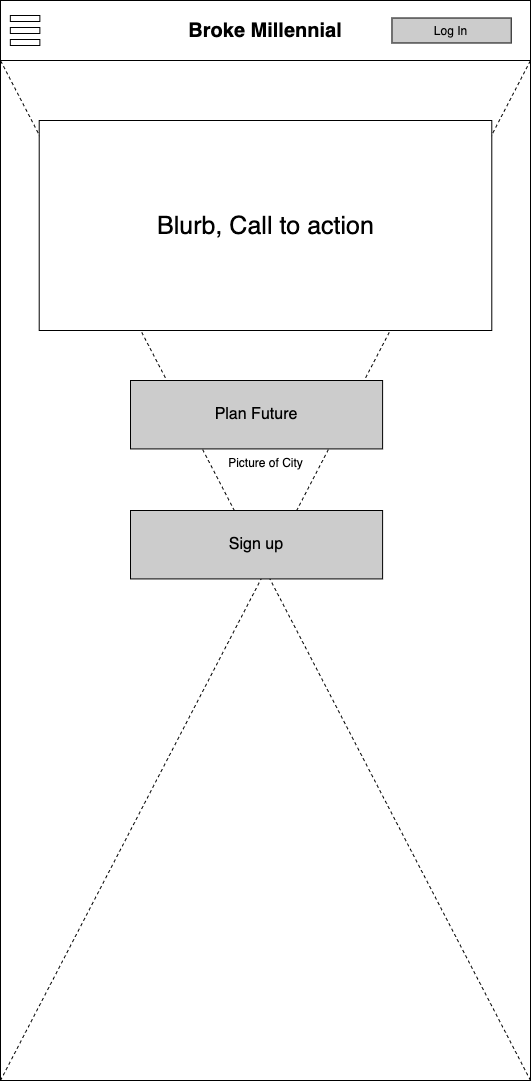 Broke Millennial
Log In
Blurb, Call to action
Plan Future
Picture of City
Sign up